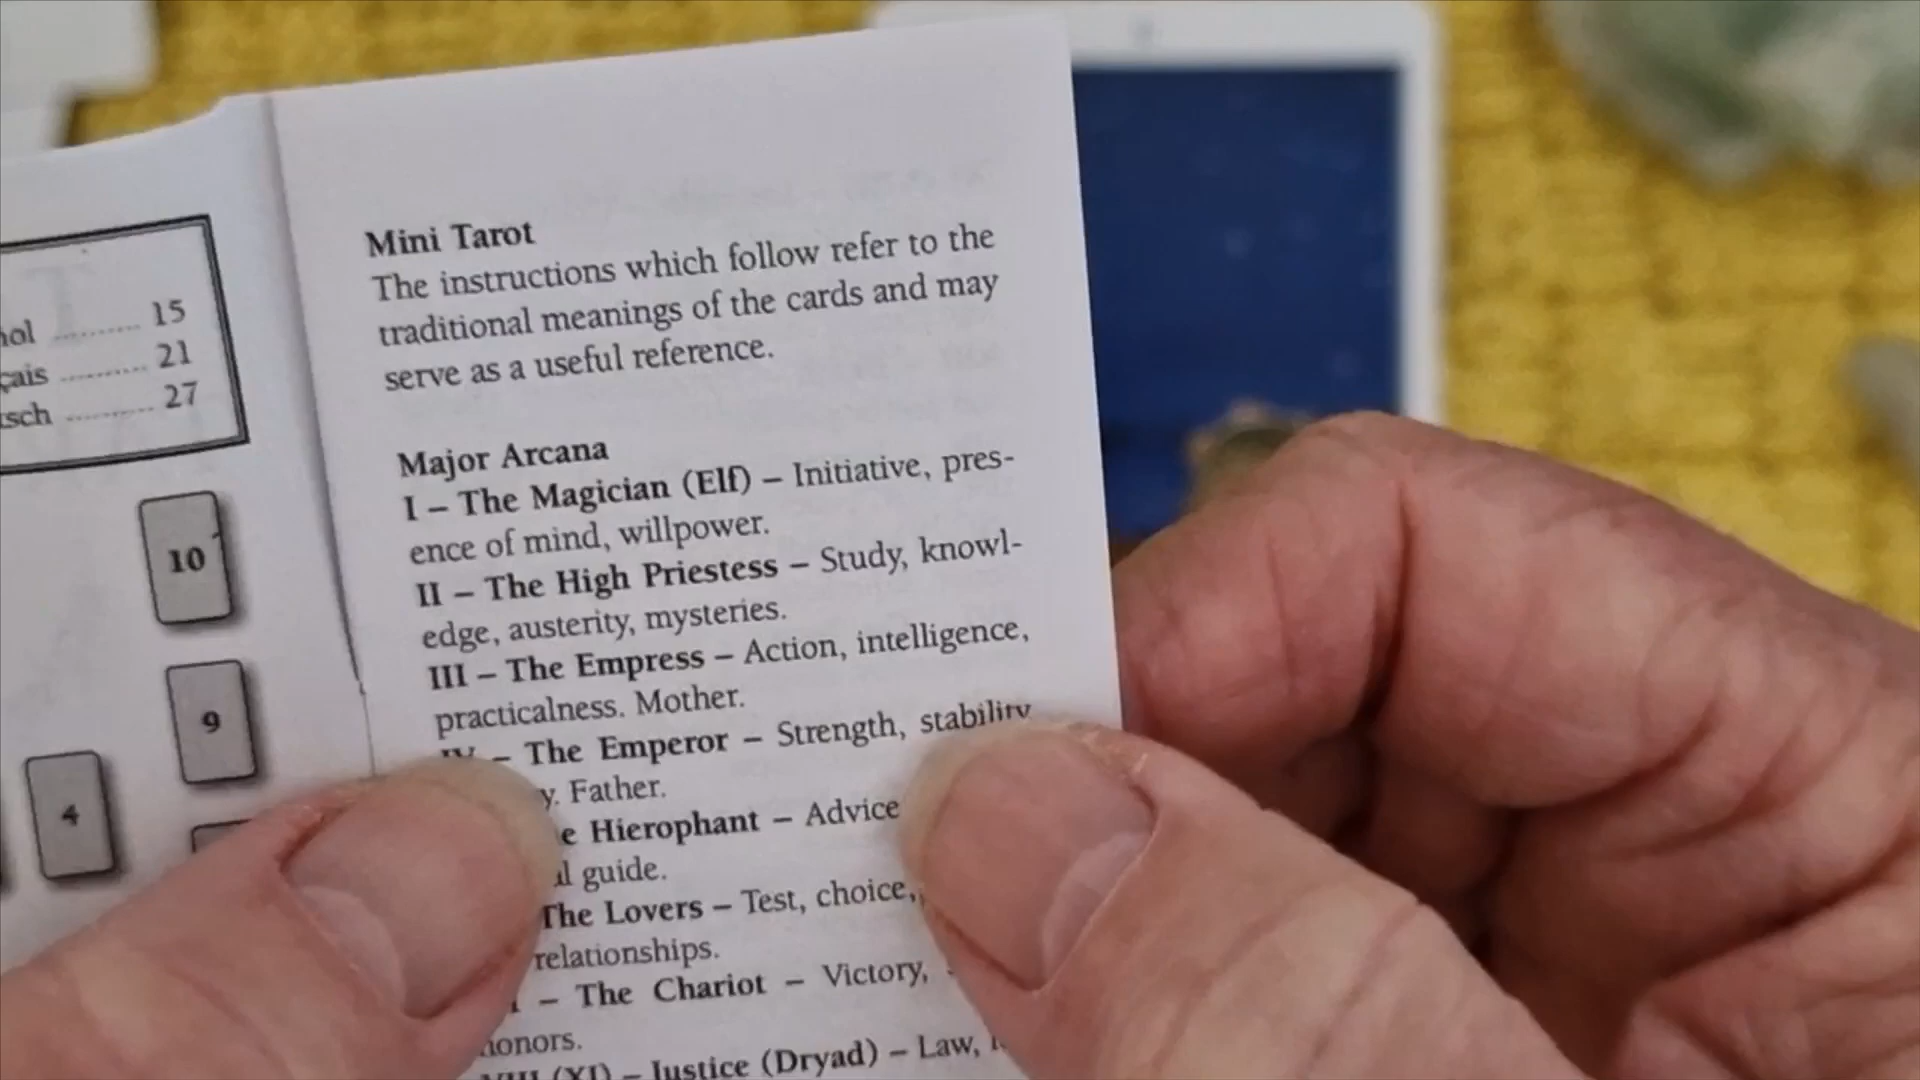 15
21
27
10
9
4
Mini Tarot
The instructions which follow refer to the
traditional meanings of the cards and may
serve as a useful reference.
Major Arcana
I – The Magician (Elf) – Initiative, pres-
ence of mind, willpower.
II – The High Priestess – Study, knowl-
edge, austerity, mysteries.
III – The Empress – Action, intelligence,
practicalness. Mother.
IV – The Emperor – Strength, stability
y. Father.
e Hierophant – Advice
guide.
The Lovers – Test, choice,
relationships.
– The Chariot – Victory,
honors.
VIII (XI) – Justice (Dryad) – Law,